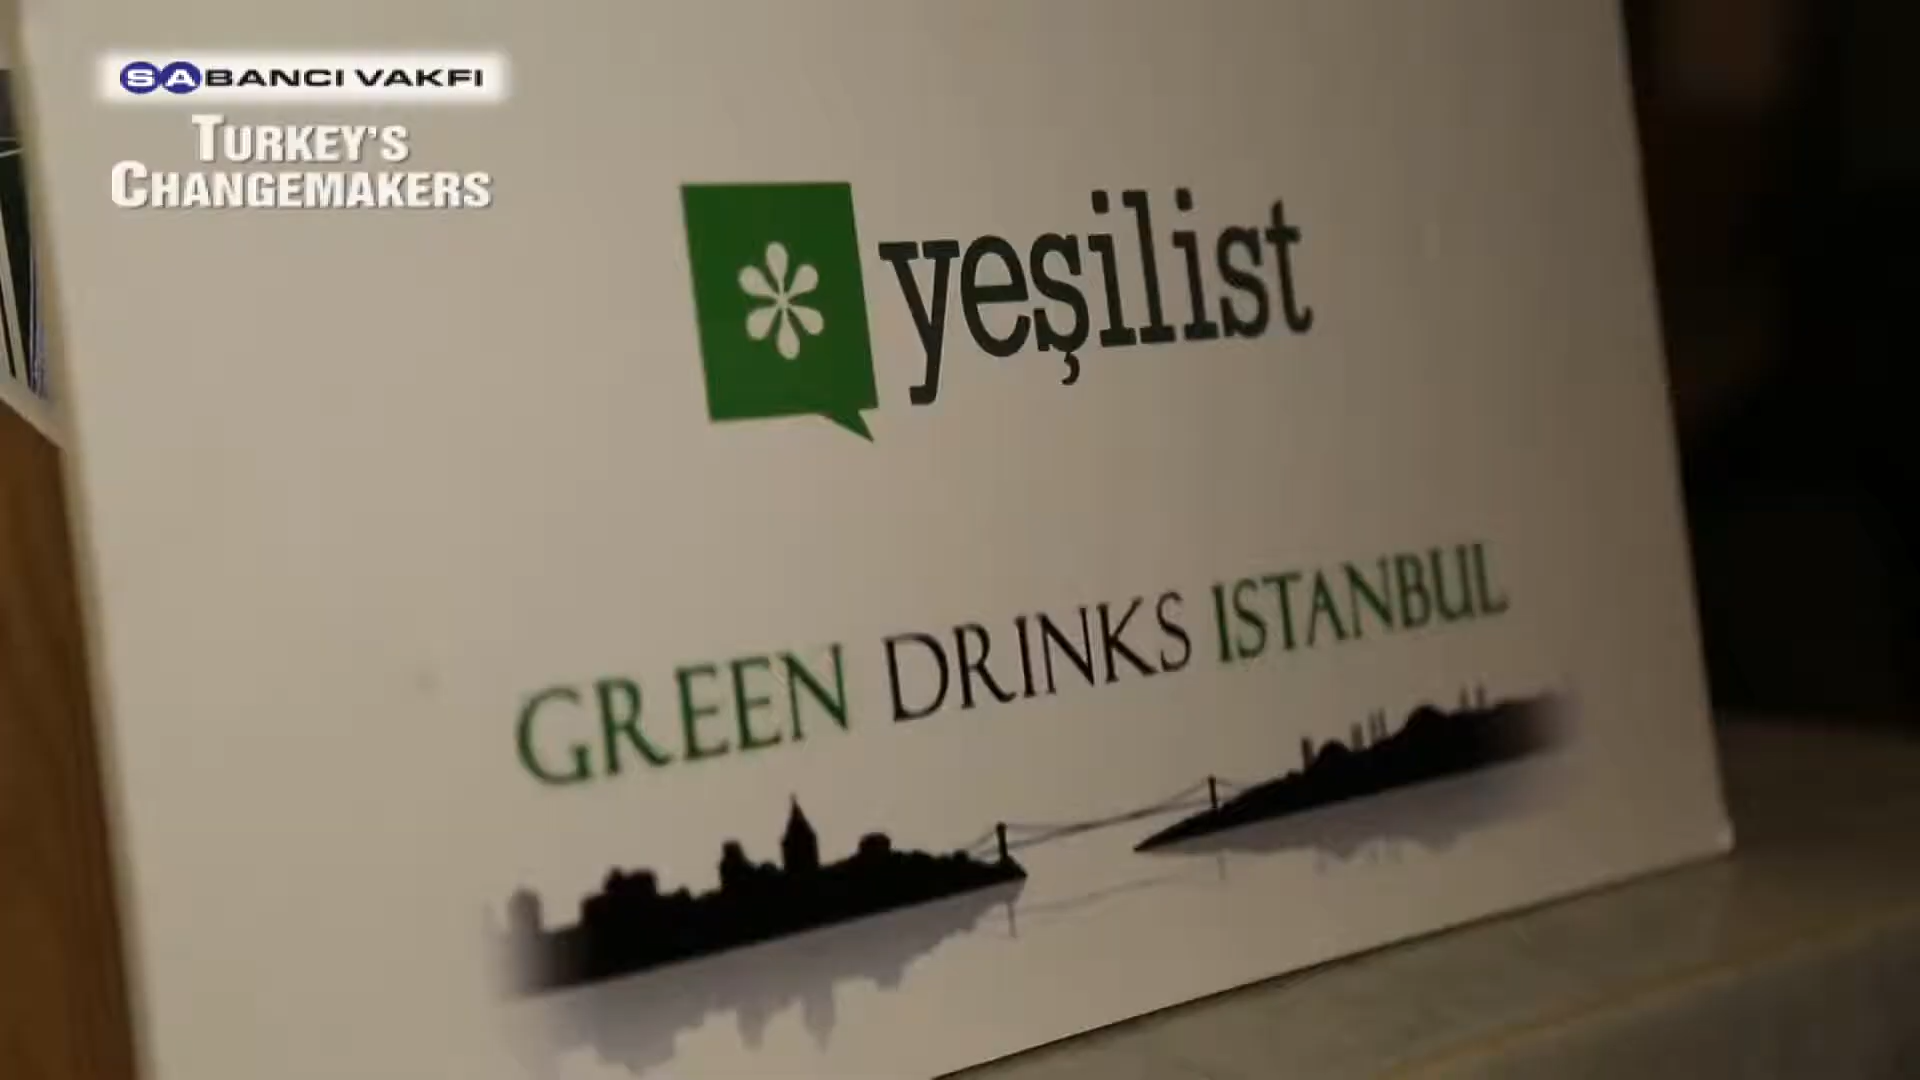 SABANCI VAKFI
TURKEY'S
CHANGEMAKERS
yeşilist
GREEN DRINKS ISTANBUL